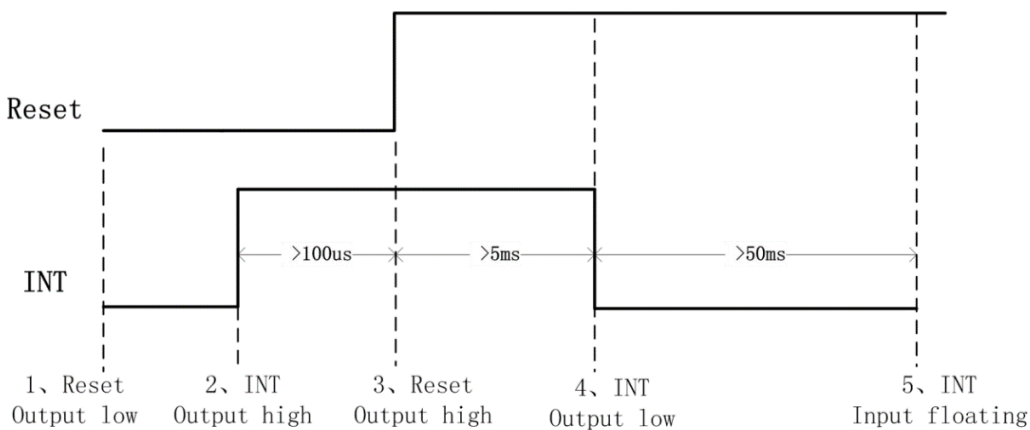 Reset
INT
>100us
>5ms
>50ms
1、Reset
Output low
2、INT
Output high
3、Reset
Output high
4、INT
Output low
5、INT
Input floating